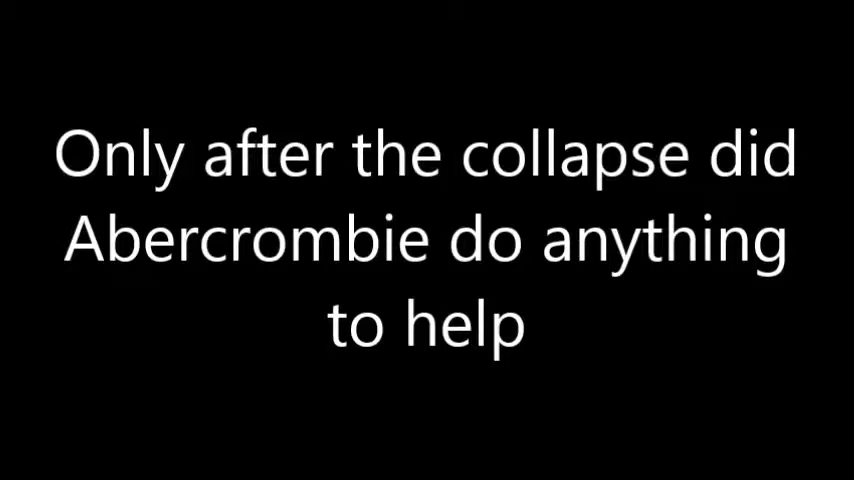 Only after the collapse did
Abercrombie do anything
to help